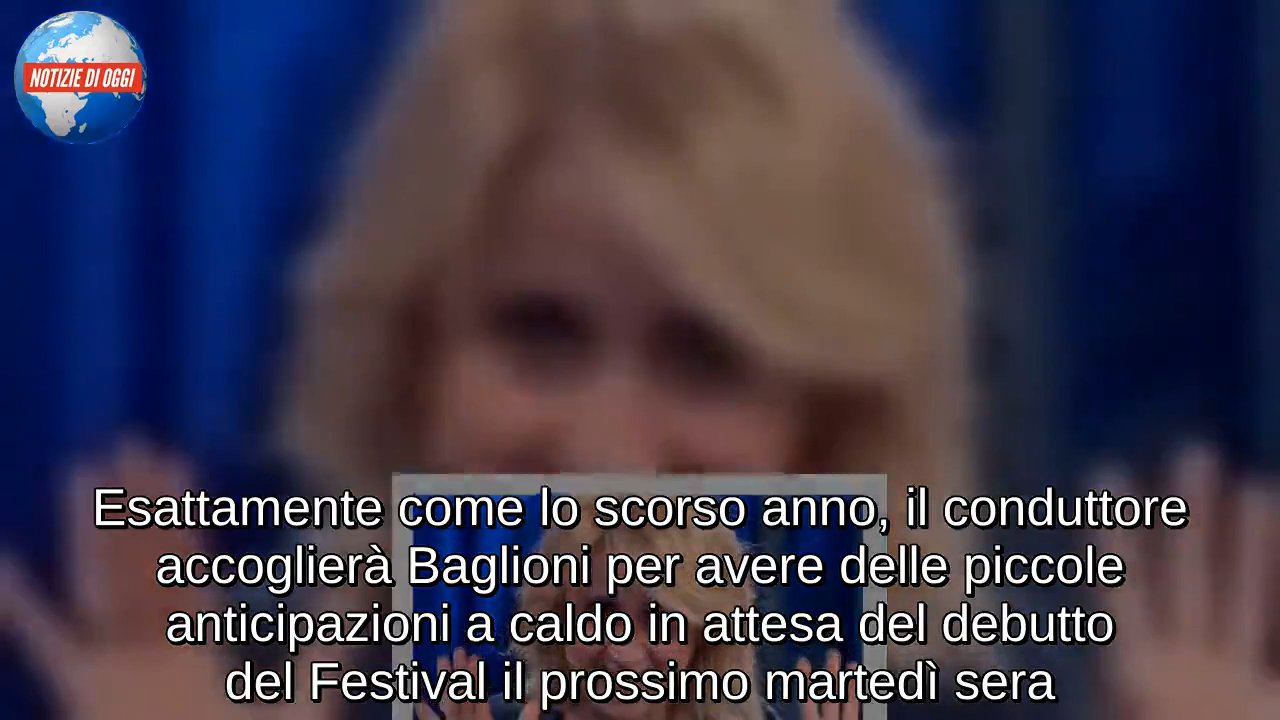 NOTIZIE DI OGGI
Esattamente come lo scorso anno, il conduttore
accoglierà Baglioni per avere delle piccole
anticipazioni a caldo in attesa del debutto
del Festival il prossimo martedì sera